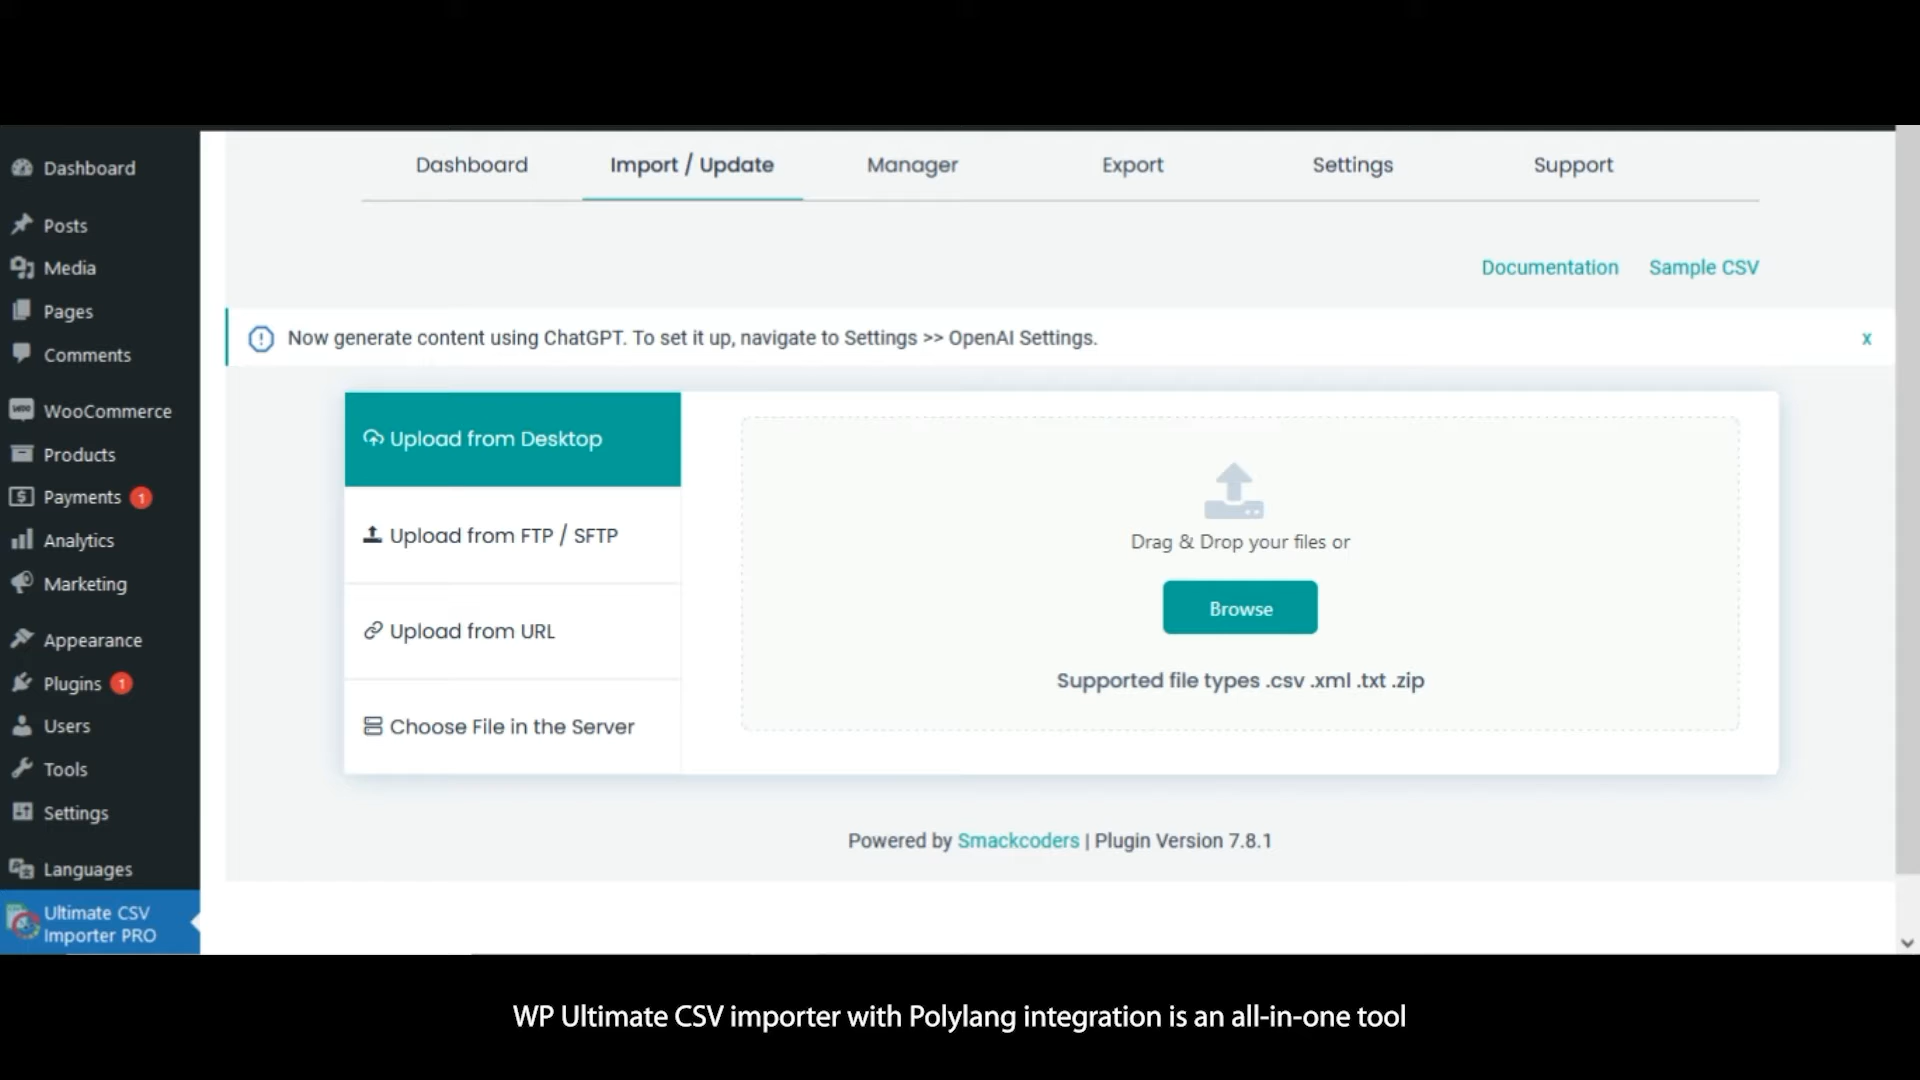 Dashboard
Posts
Media
Pages
Comments
WooCommerce
Products
Payments 1
Analytics
Marketing
Appearance
Plugins 1
Users
Tools
Settings
Languages
Ultimate CSV
Importer PRO
Dashboard Import / Update Manager Export Settings Support
Documentation Sample CSV
Now generate content using ChatGPT. To set it up, navigate to Settings >> OpenAI Settings. x
Upload from Desktop
Upload from FTP / SFTP
Upload from URL
Choose File in the Server
Drag & Drop your files or
Browse
Supported file types .csv .xml .txt .zip
Powered by Smackcoders | Plugin Version 7.8.1
WP Ultimate CSV importer with Polylang integration is an all-in-one tool